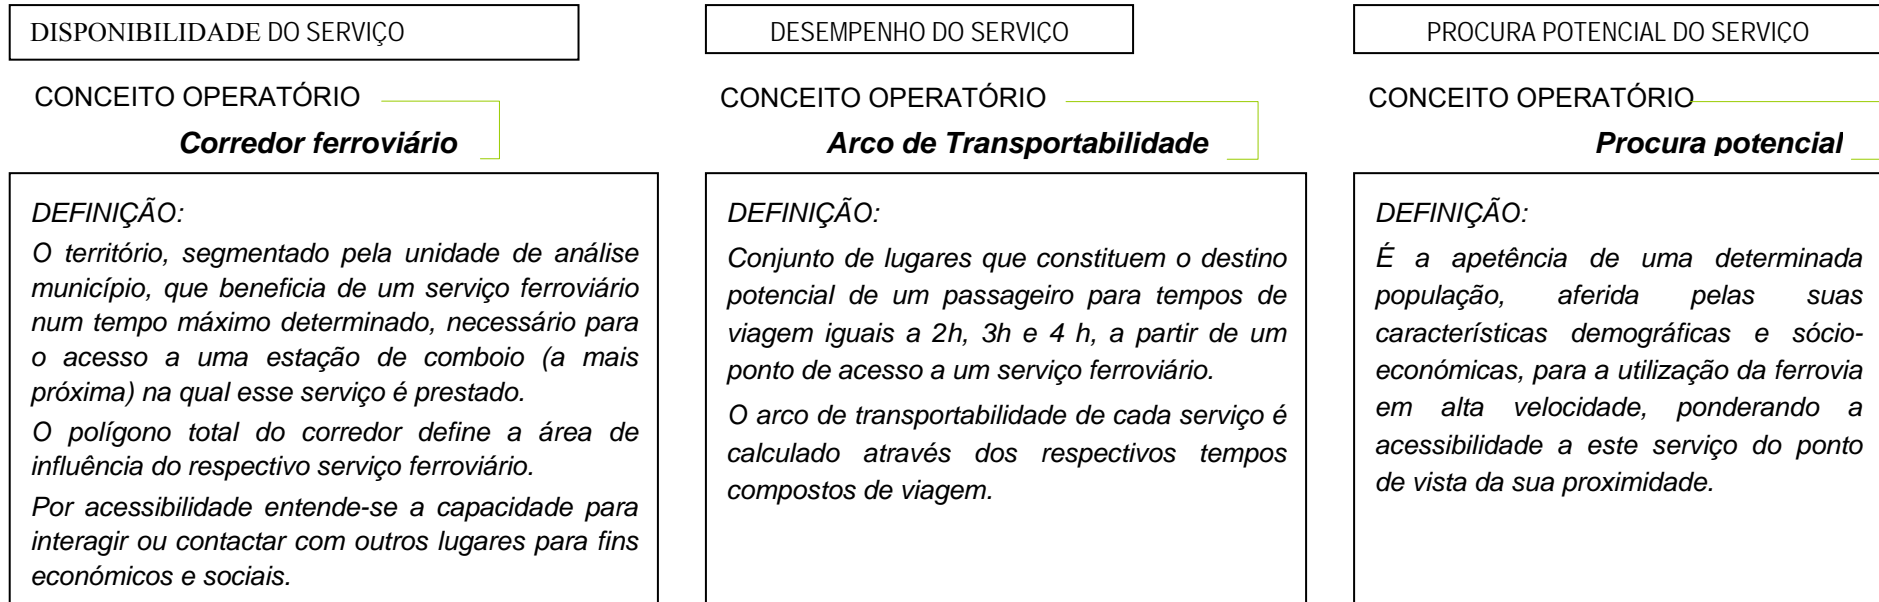 DISPONIBILIDADE DO SERVIÇO
CONCEITO OPERATÓRIO
Corredor ferroviário
DEFINIÇÃO:
O território, segmentado pela unidade de análise
município, que beneficia de um serviço ferroviário
num tempo máximo determinado, necessário para
o acesso a uma estação de comboio (a mais
próxima) na qual esse serviço é prestado.
O polígono total do corredor define a área de
influência do respectivo serviço ferroviário.
Por acessibilidade entende-se a capacidade para
interagir ou contactar com outros lugares para fins
económicos e sociais.
DESEMPENHO DO SERVIÇO
CONCEITO OPERATÓRIO
Arco de Transportabilidade
DEFINIÇÃO:
Conjunto de lugares que constituem o destino
potencial de um passageiro para tempos de
viagem iguais a 2h, 3h e 4 h, a partir de um
ponto de acesso a um serviço ferroviário.
O arco de transportabilidade de cada serviço é
calculado através dos respectivos tempos
compostos de viagem.
PROCURA POTENCIAL DO SERVIÇO
CONCEITO OPERATÓRIO
Procura potencial
DEFINIÇÃO:
É a apetência de uma determinada
população, aferida pelas suas
características demográficas e sócio-
económicas, para a utilização da ferrovia
em alta velocidade, ponderando a
acessibilidade a este serviço do ponto
de vista da sua proximidade.